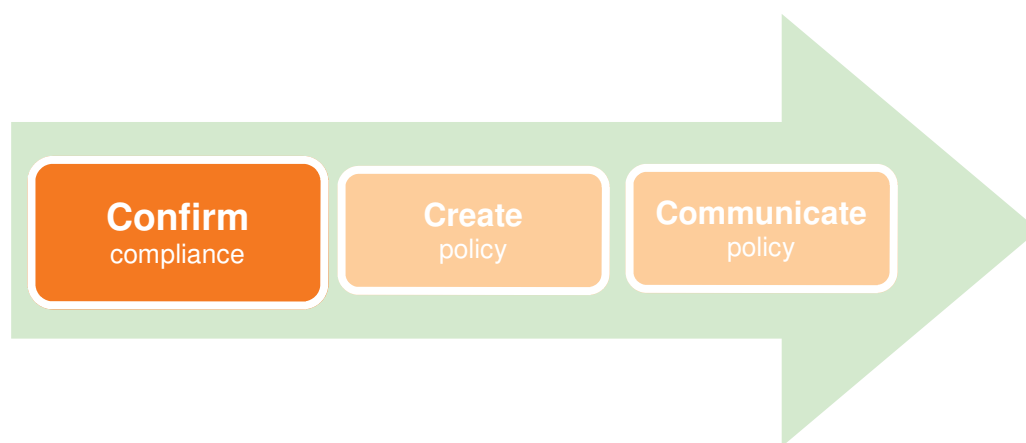 Confirm
compliance
Create
policy
Communicate
policy